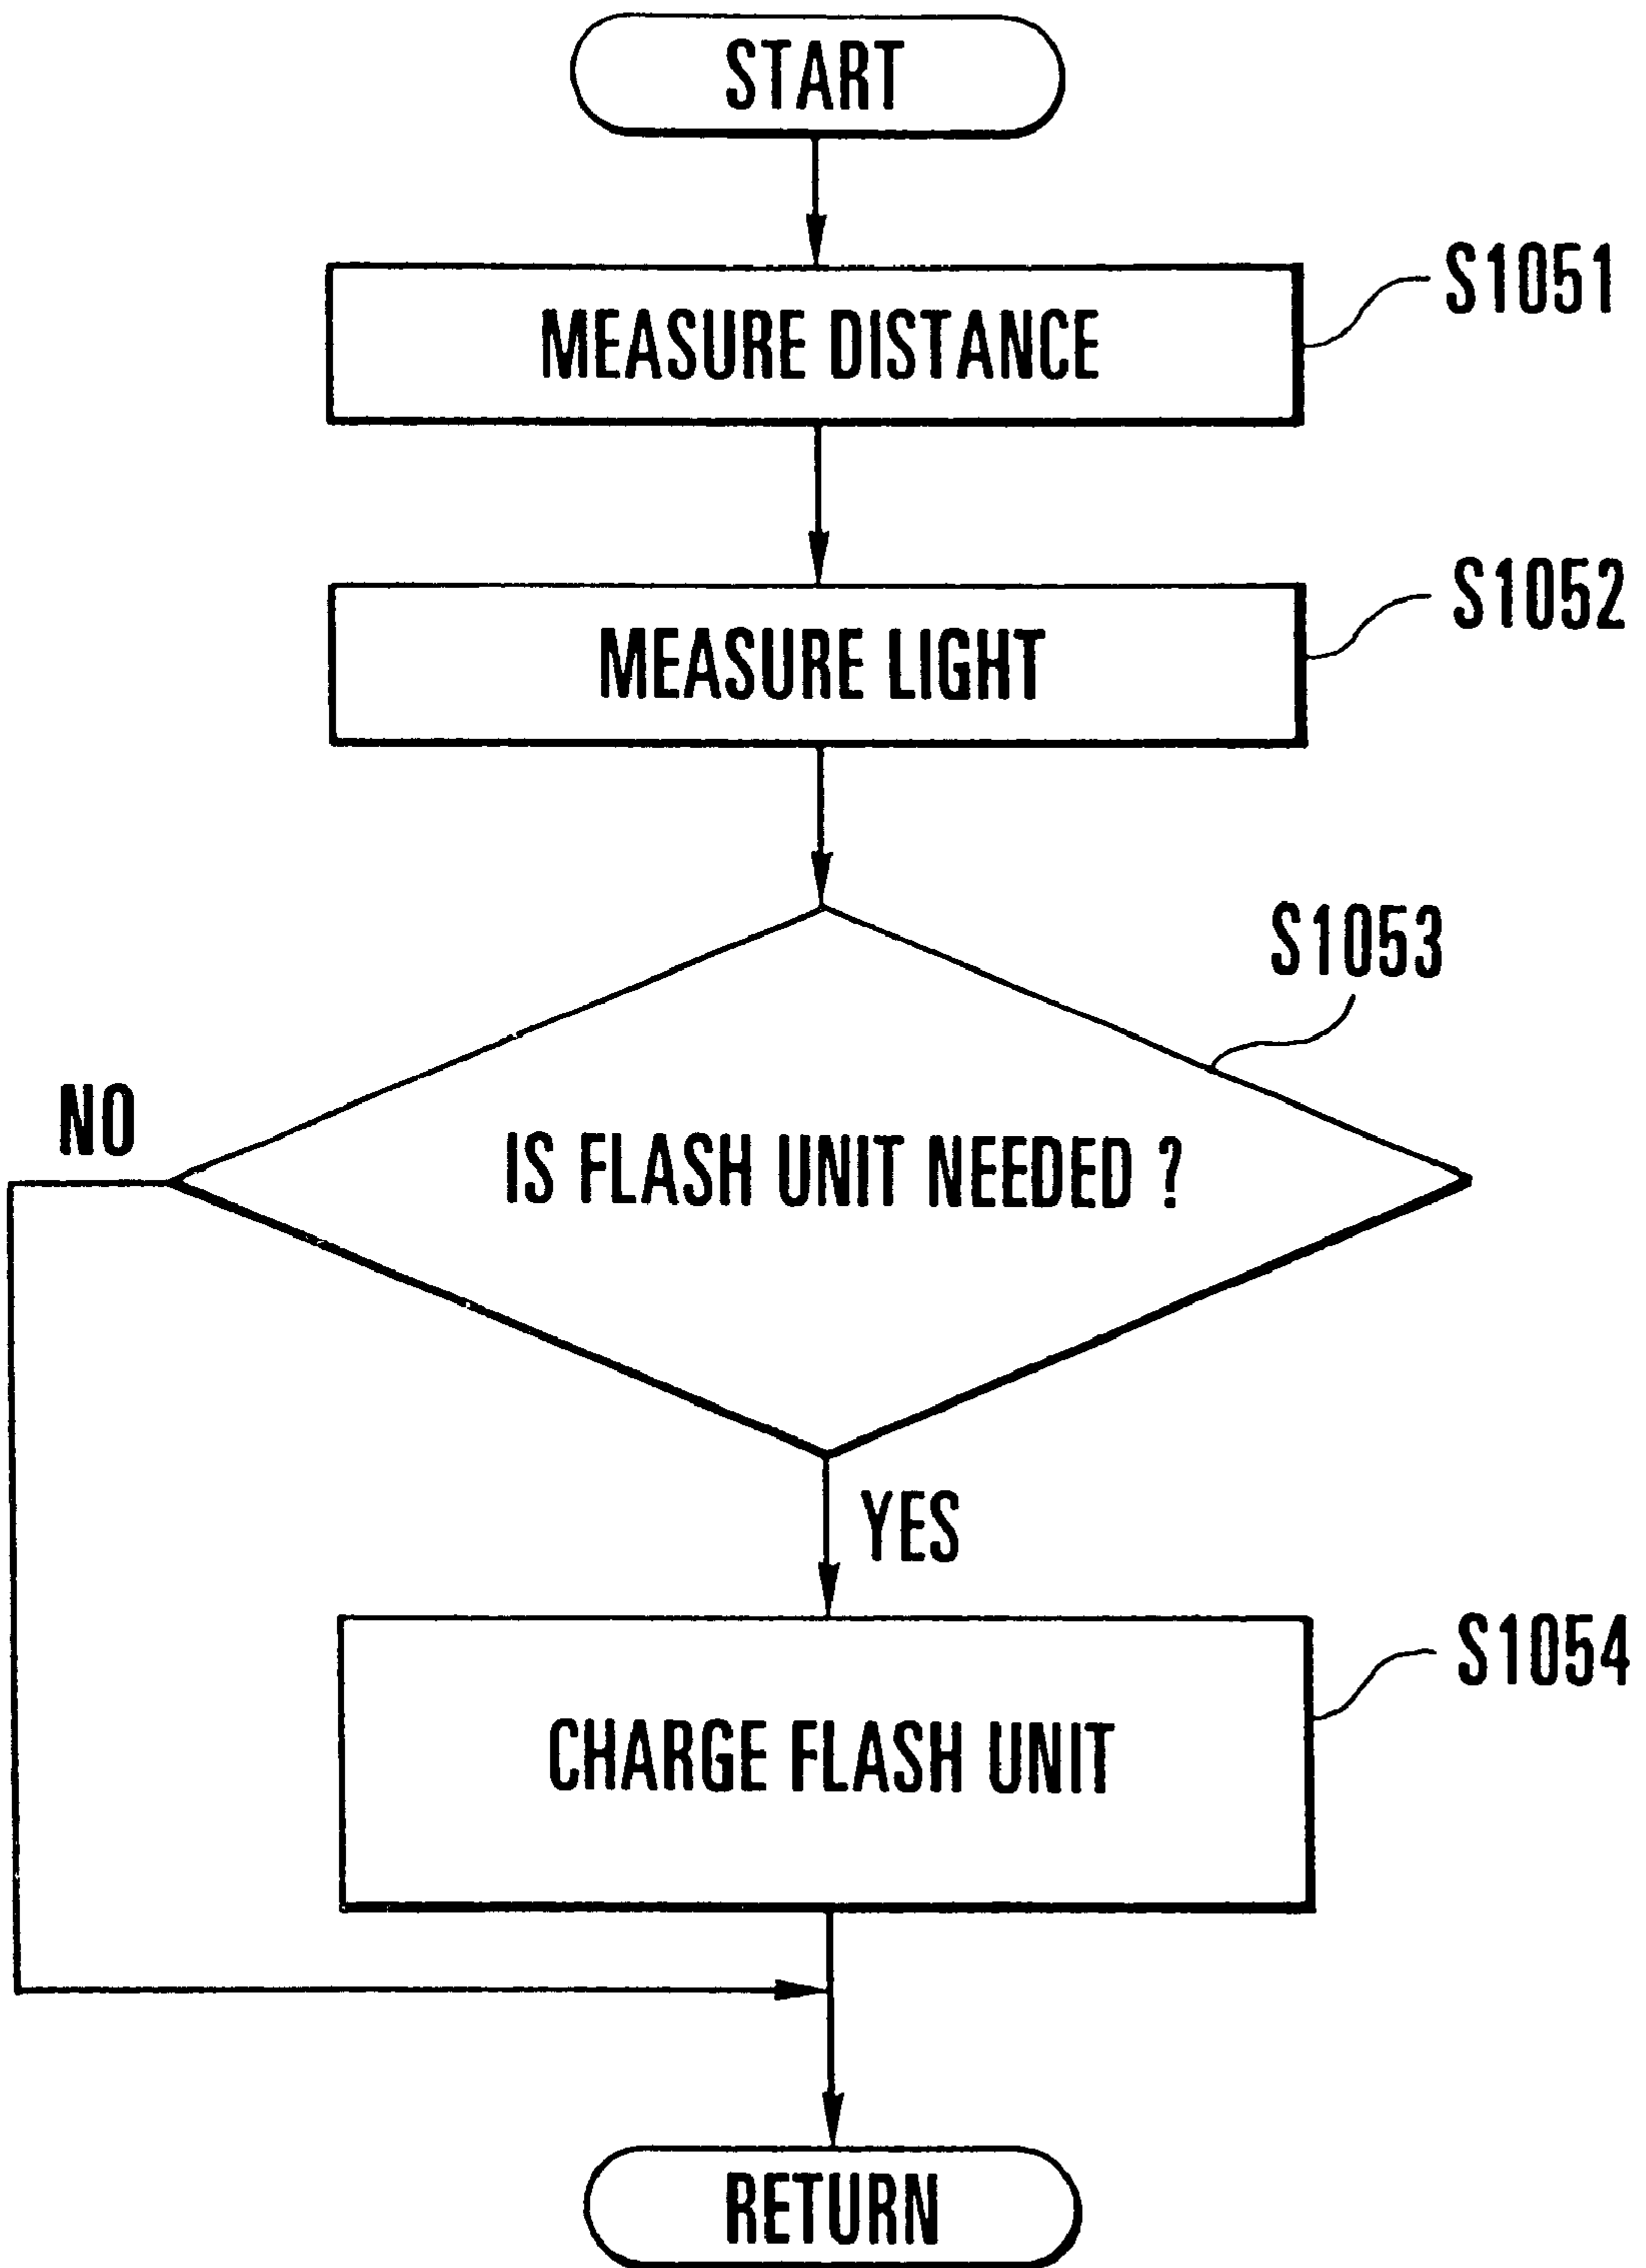 START
MEASURE DISTANCE
S1051
MEASURE LIGHT
S1052
S1053
NO
IS FLASH UNIT NEEDED ?
YES
CHARGE FLASH UNIT
S1054
RETURN